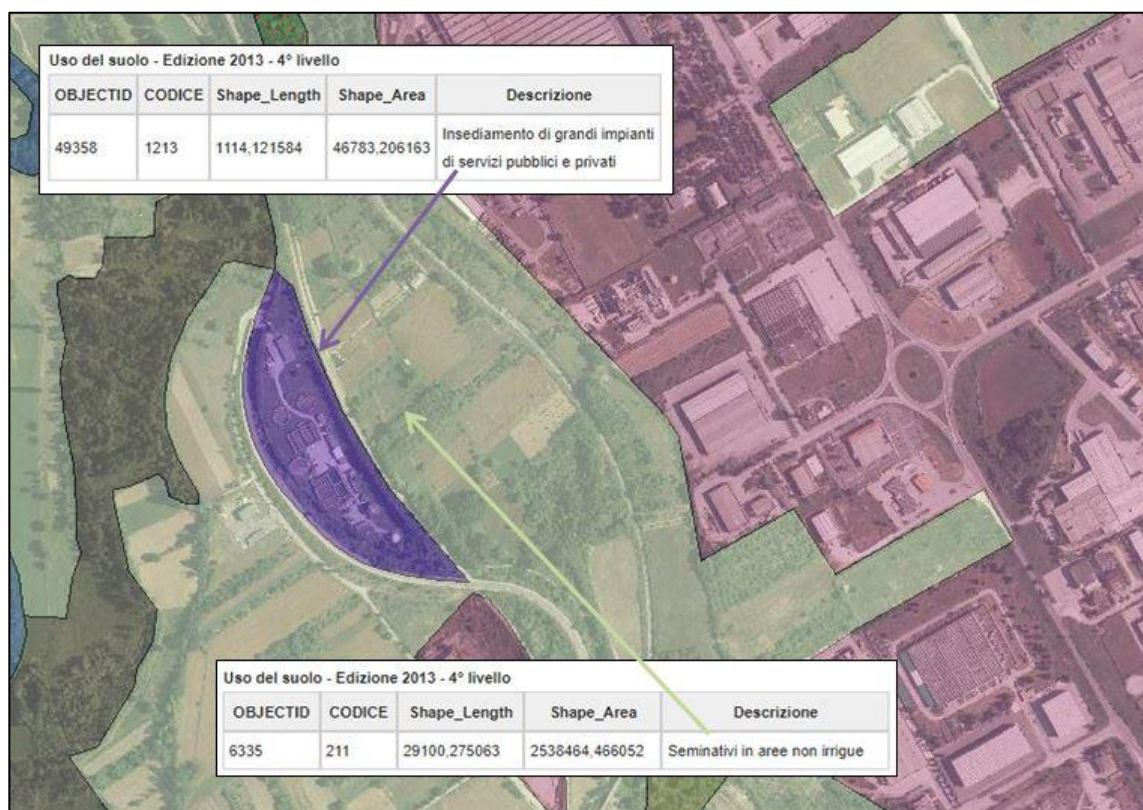 Uso del suolo - Edizione 2013 - 4° livello
OBJECTID CODICE Shape_Length Shape_Area Descrizione
49358 1213 1114,121584 46783,206163 Insediamento di grandi impianti
di servizi pubblici e privati
Uso del suolo - Edizione 2013 - 4° livello
OBJECTID CODICE Shape_Length Shape_Area Descrizione
6335 211 29100,275063 2538464,466052 Seminativi in aree non irrigue